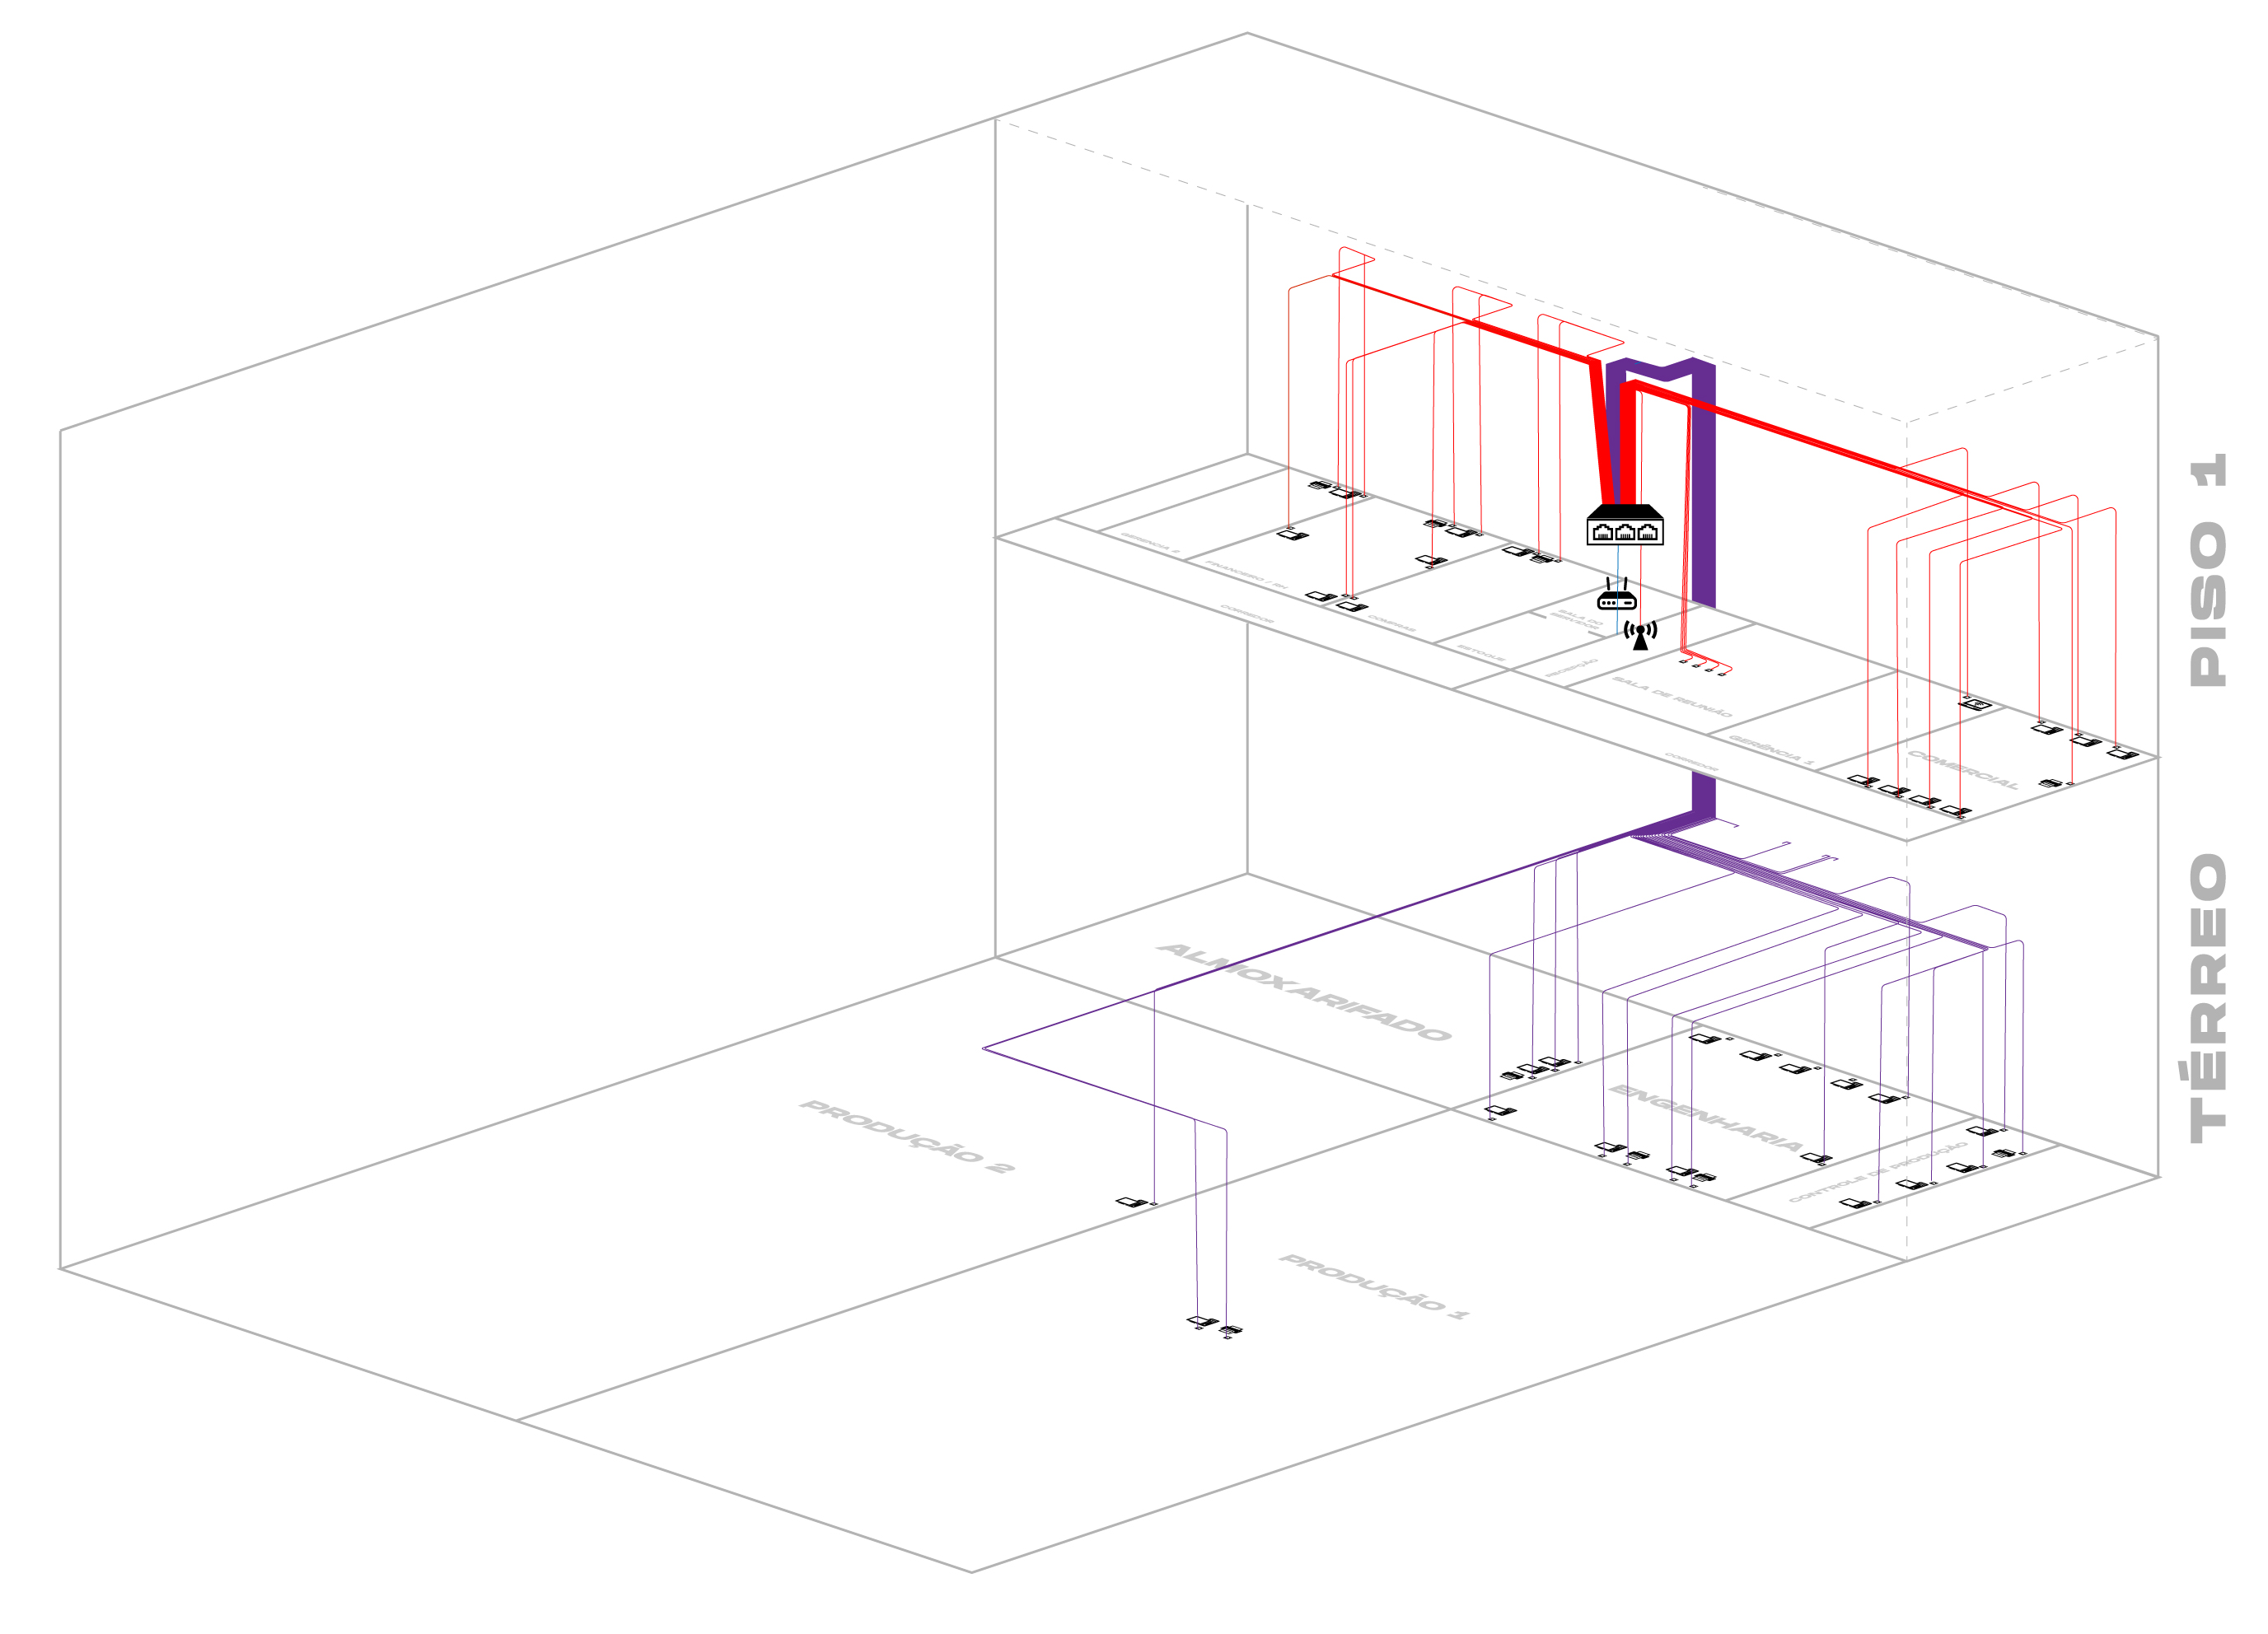 GERÊNCIA 2
FINANCEIRO / RH
CORREDOR
COMPRAS
ESTOQUE
SALA DO
SERVIDOR
RECEPÇÃO
SALA DE REUNIÃO
GERÊNCIA 1
CORREDOR
COMERCIAL
PISO 1
ALMOXARIFADO
PRODUÇÃO 2
ENGENHARIA
CONTROLE DE PRODUÇÃO
PRODUÇÃO 1
TÉRREO